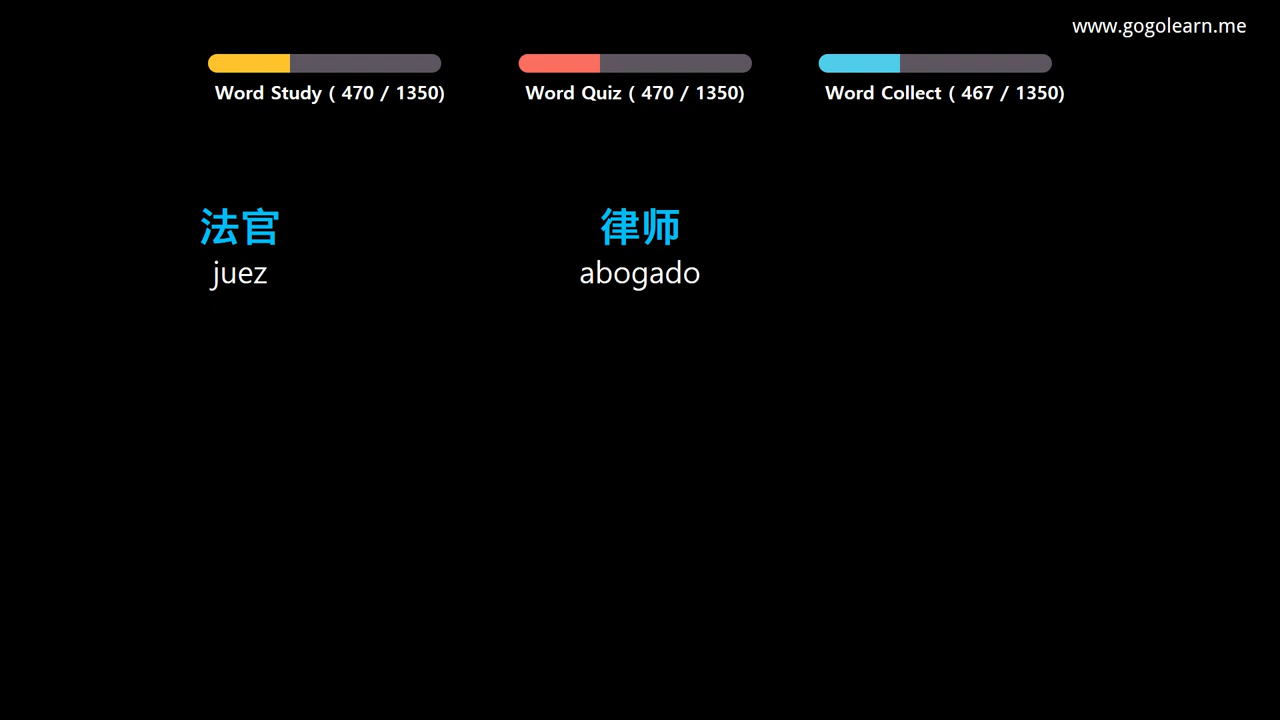 www.gogolearn.me
Word Study ( 470 / 1350)
Word Quiz ( 470 / 1350)
Word Collect ( 467 / 1350)
法官
juez
律师
abogado